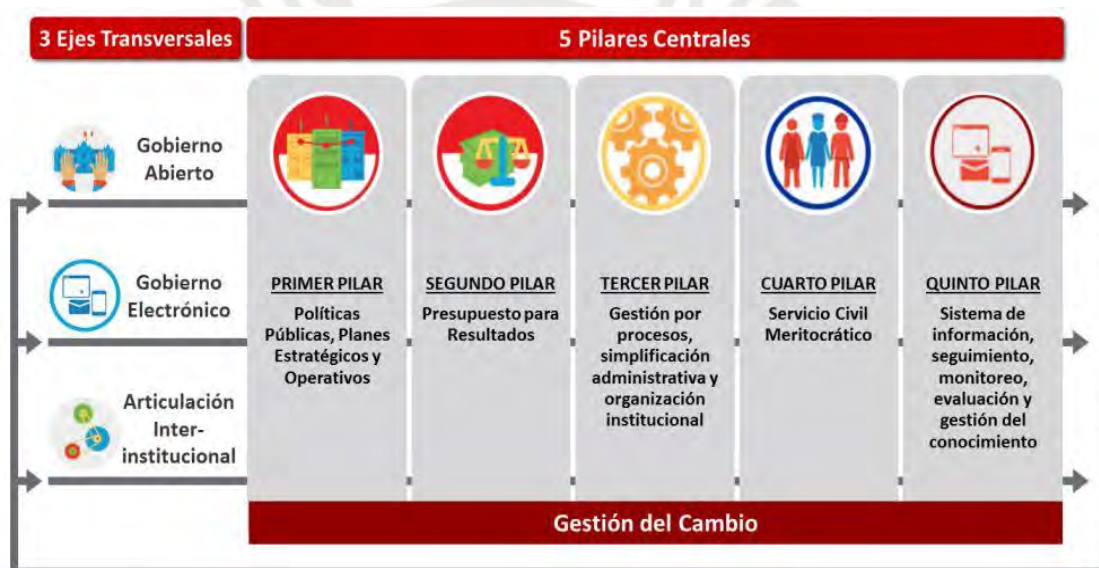 3 Ejes Transversales
5 Pilares Centrales
Gobierno
Abierto
Gobierno
Electrónico
Articulación
Inter-
institucional
PRIMER PILAR
Políticas
Públicas, Planes
Estratégicos y
Operativos
SEGUNDO PILAR
Presupuesto para
Resultados
TERCER PILAR
Gestión por
procesos,
simplificación
administrativa y
organización
institucional
CUARTO PILAR
Servicio Civil
Meritocrático
QUINTO PILAR
Sistema de
información,
seguimiento,
monitoreo,
evaluación y
gestión del
conocimiento
Gestión del Cambio